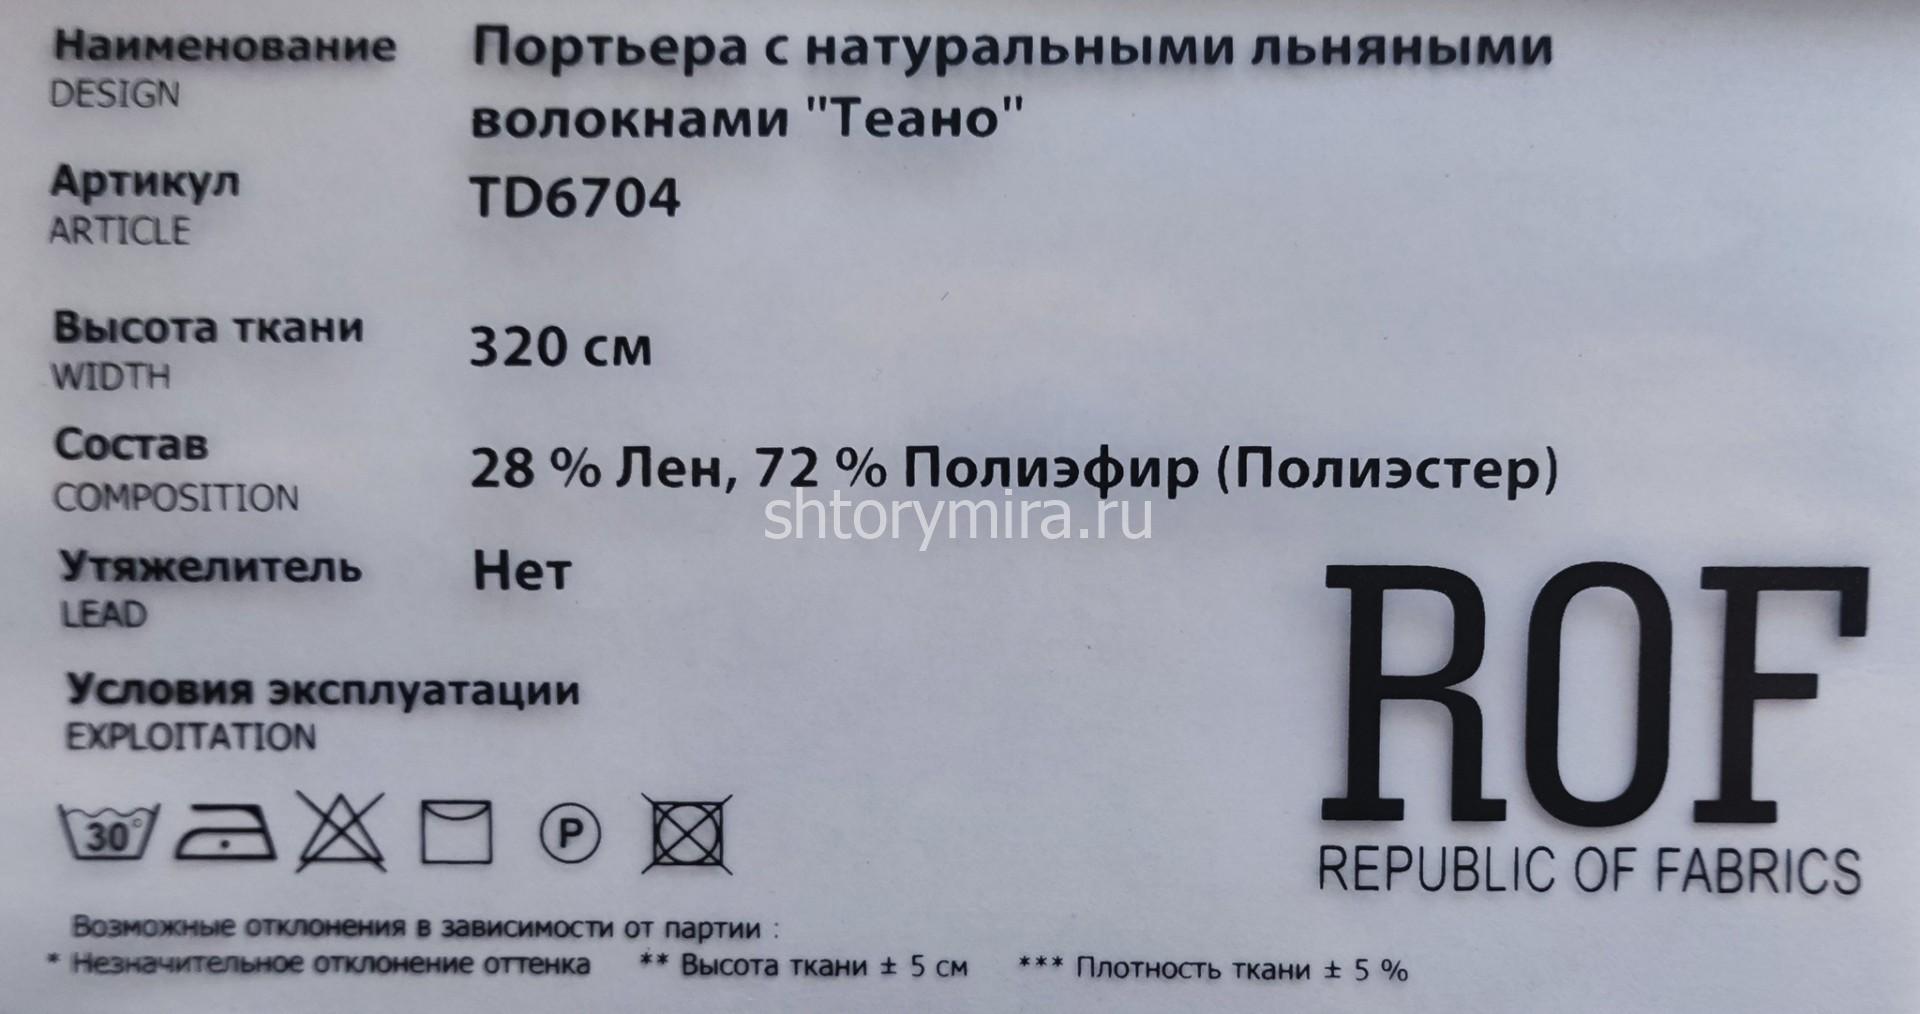 Наименование Портьера с натуральными льняными
DESIGN
волокнами "Теано"
Артикул TD6704
ARTICLE
Высота ткани 320 см
WIDTH
Состав 28 % Лен, 72 % Полиэфир (Полиэстер)
COMPOSITION
shtorymira.ru
Утяжелитель Нет
LEAD
Условия эксплуатации
EXPLOITATION
30° P
ROF
REPUBLIC OF FABRICS
Возможные отклонения в зависимости от партии :
* Незначительное отклонение оттенка ** Высота ткани ± 5 см *** Плотность ткани ± 5 %